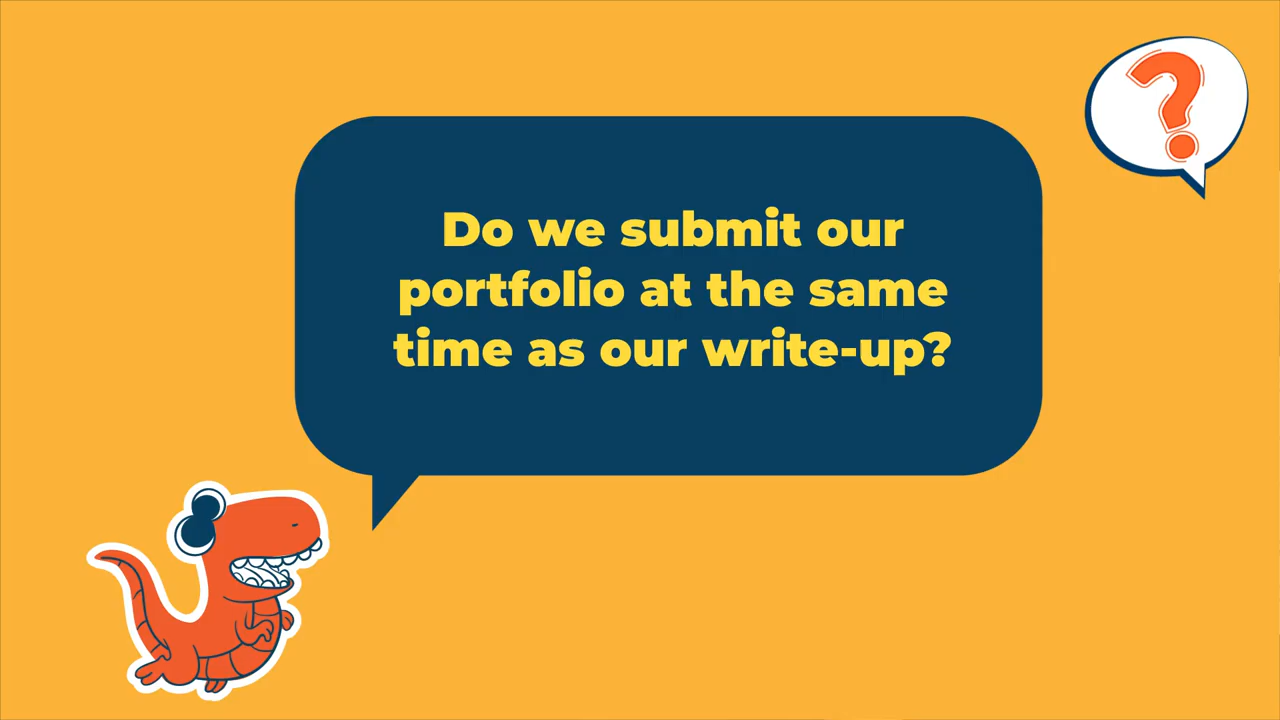 Do we submit our
portfolio at the same
time as our write-up?
?